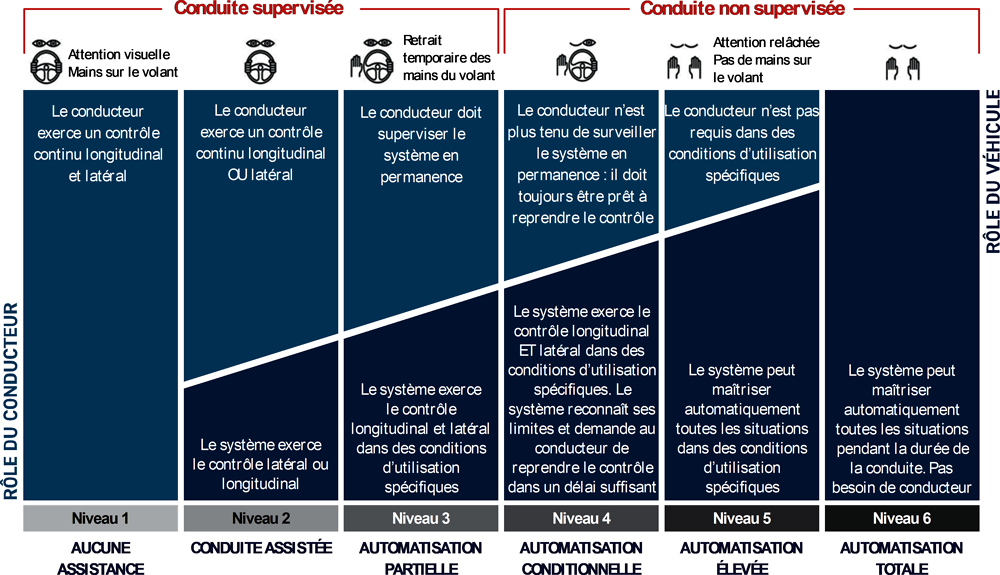 Conduite supervisée
Conduite non supervisée
Attention visuelle
Mains sur le volant
Retrait
temporaire des
mains du volant
Attention relâchée
Pas de mains sur
le volant
RÔLE DU CONDUCTEUR
Le conducteur
exerce un contrôle
continu longitudinal
et latéral
Le conducteur
exerce un contrôle
continu longitudinal
OU latéral
Le conducteur doit
superviser le
système en
permanence
Le conducteur n'est
plus tenu de surveiller
le système en
permanence : il doit
toujours être prêt à
reprendre le contrôle
Le conducteur n'est pas
requis dans des
conditions d'utilisation
spécifiques
RÔLE DU VÉHICULE
Le système exerce
le contrôle latéral ou
longitudinal
Le système exerce
le contrôle
longitudinal et latéral
dans des conditions
d'utilisation
spécifiques
Le système exerce le
contrôle longitudinal
ET latéral dans des
conditions d'utilisation
spécifiques. Le
système reconnaît ses
limites et demande au
conducteur de
reprendre le contrôle
dans un délai suffisant
Le système peut
maîtriser
automatiquement
toutes les situations
dans des conditions
d'utilisation
spécifiques
Le système peut
maîtriser
automatiquement
toutes les situations
pendant la durée de
la conduite. Pas
besoin de conducteur
Niveau 1
Niveau 2
Niveau 3
Niveau 4
Niveau 5
Niveau 6
AUCUNE
ASSISTANCE
CONDUITE ASSISTÉE
AUTOMATISATION
PARTIELLE
AUTOMATISATION
CONDITIONNELLE
AUTOMATISATION
ÉLEVÉE
AUTOMATISATION
TOTALE